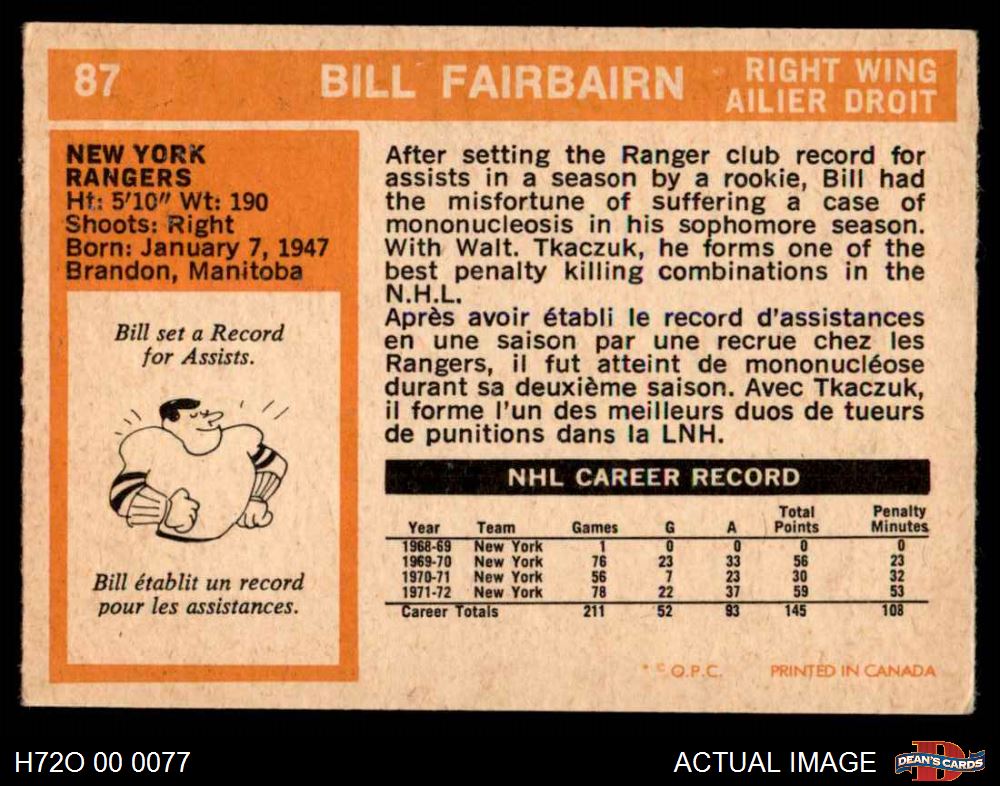 87
BILL FAIRBAIRN
RIGHT WING
AILIER DROIT
NEW YORK
RANGERS
Ht: 5'10" Wt: 190
Shoots: Right
Born: January 7, 1947
Brandon, Manitoba
Bill set a Record
for Assists.
Bill établit un record
pour les assistances.
After setting the Ranger club record for
assists in a season by a rookie, Bill had
the misfortune of suffering a case of
mononucleosis in his sophomore season.
With Walt. Tkaczuk, he forms one of the
best penalty killing combinations in the
N.H.L.
Après avoir établi le record d'assistances
en une saison par une recrue chez les
Rangers, il fut atteint de mononucléose
durant sa deuxième saison. Avec Tkaczuk,
il forme l'un des meilleurs duos de tueurs
de punitions dans la LNH.
NHL CAREER RECORD
Year Team Games G A Total Points Penalty Minutes
1968-69 New York 1 0 0 0 0
1969-70 New York 76 23 33 56 23
1970-71 New York 56 7 23 30 32
1971-72 New York 78 22 37 59 53
Career Totals 211 52 93 145 108
* © O.P.C. PRINTED IN CANADA
H72O 00 0077
ACTUAL IMAGE
DEAN'S CARDS